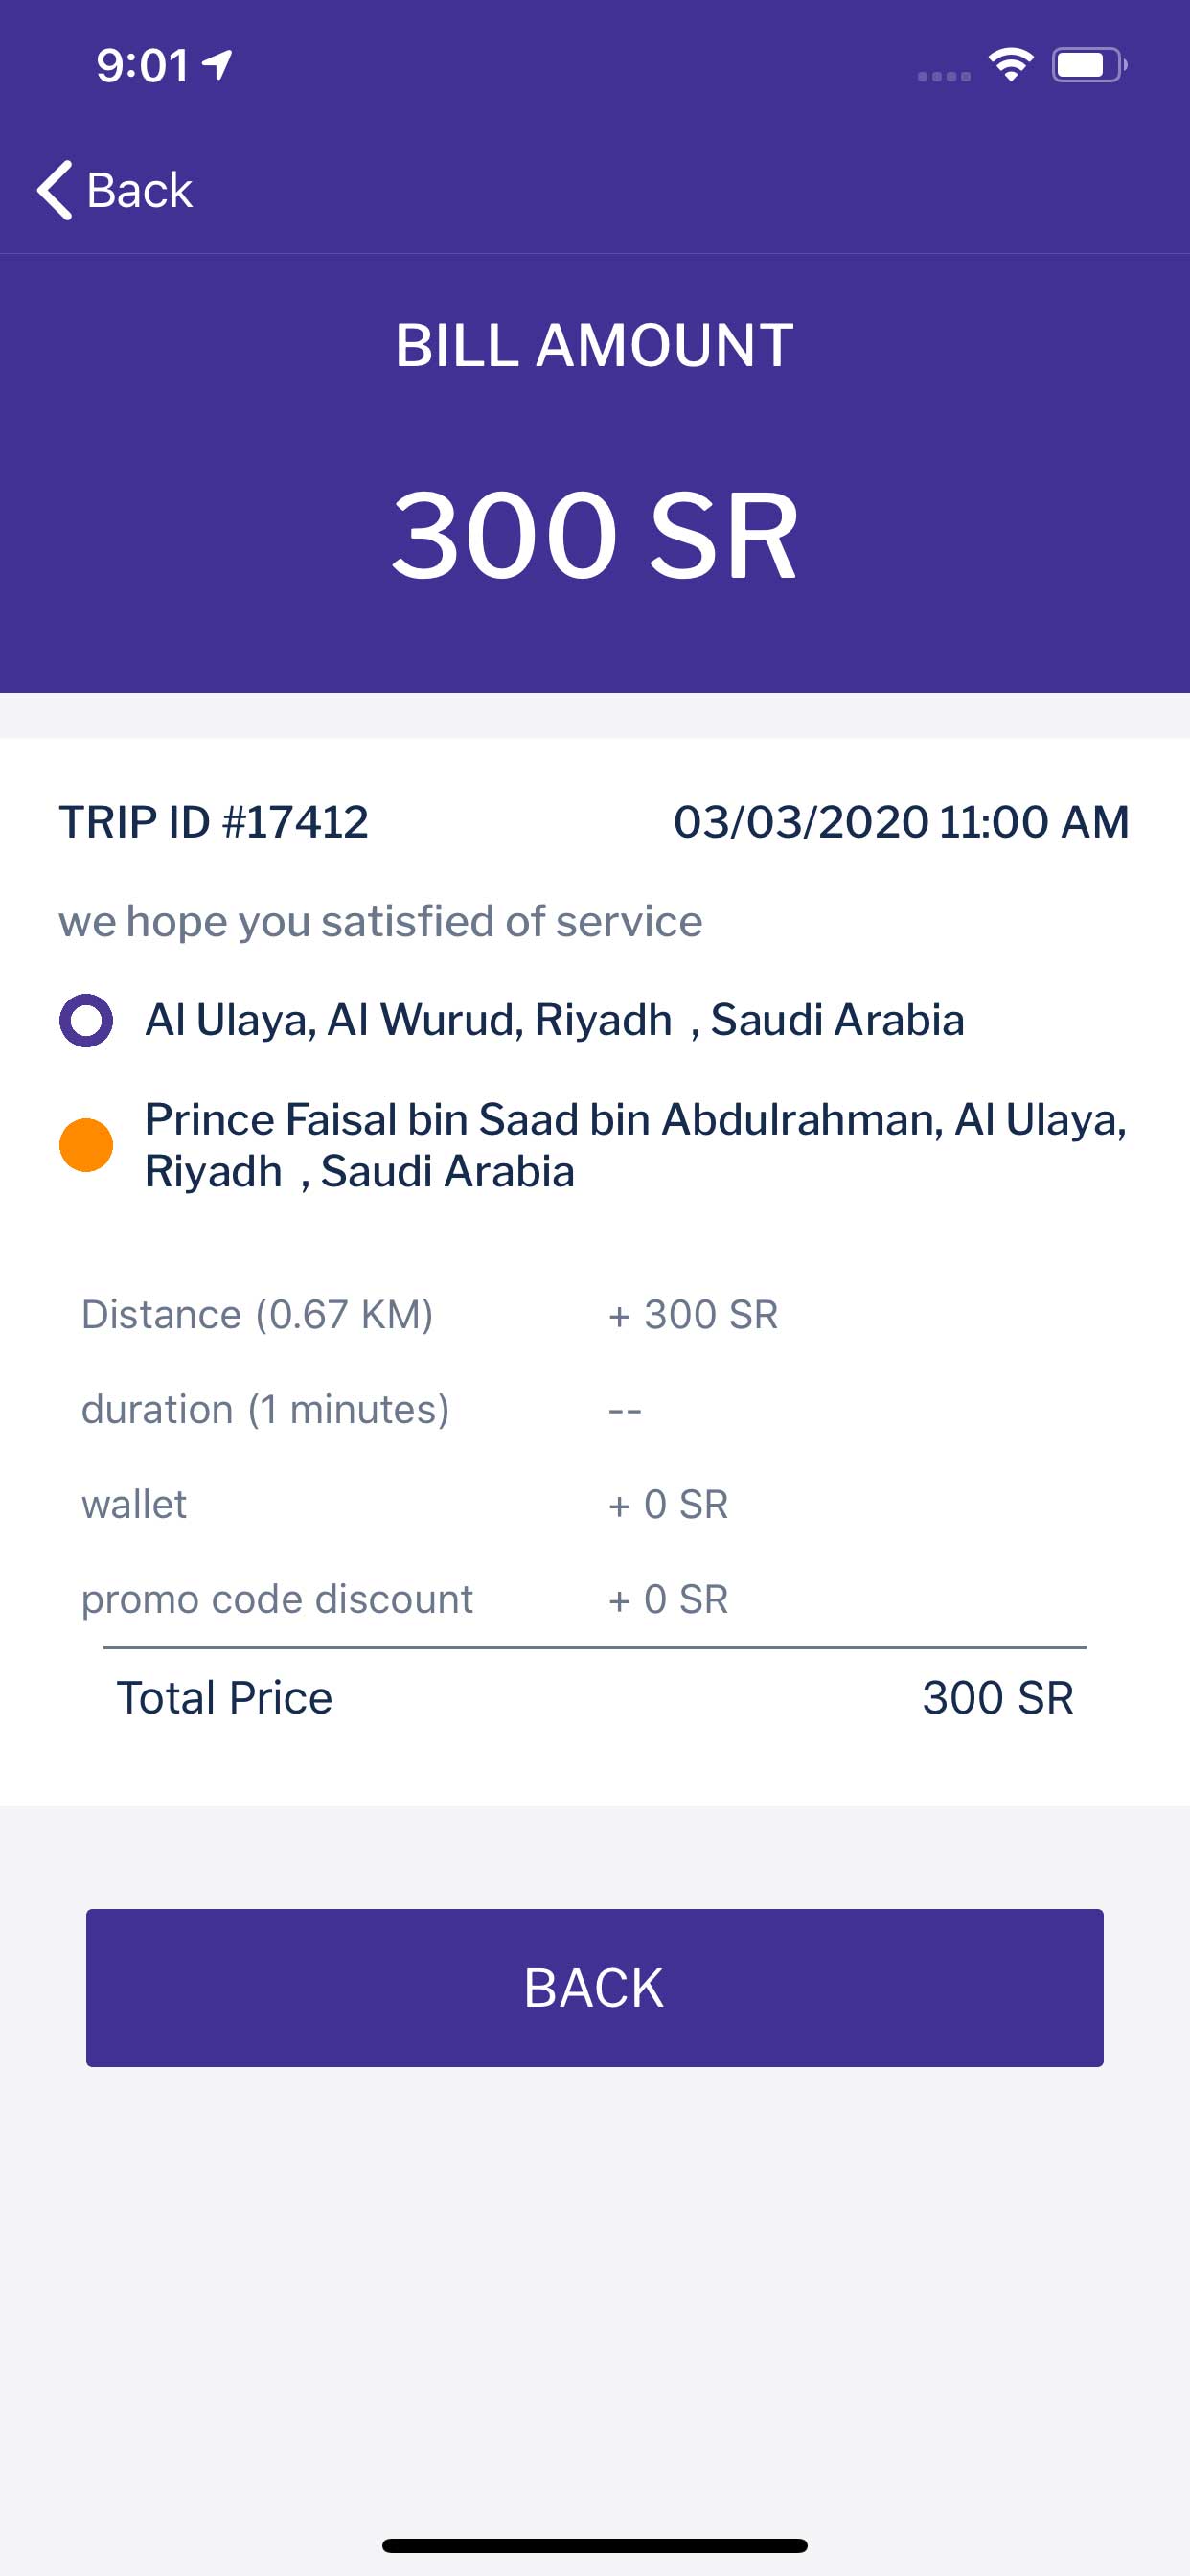 9:01
Back
BILL AMOUNT
300 SR
TRIP ID #17412 03/03/2020 11:00 AM
we hope you satisfied of service
Al Ulaya, Al Wurud, Riyadh , Saudi Arabia
Prince Faisal bin Saad bin Abdulrahman, Al Ulaya,
Riyadh , Saudi Arabia
Distance (0.67 KM) + 300 SR
duration (1 minutes) --
wallet + 0 SR
promo code discount + 0 SR
Total Price 300 SR
BACK